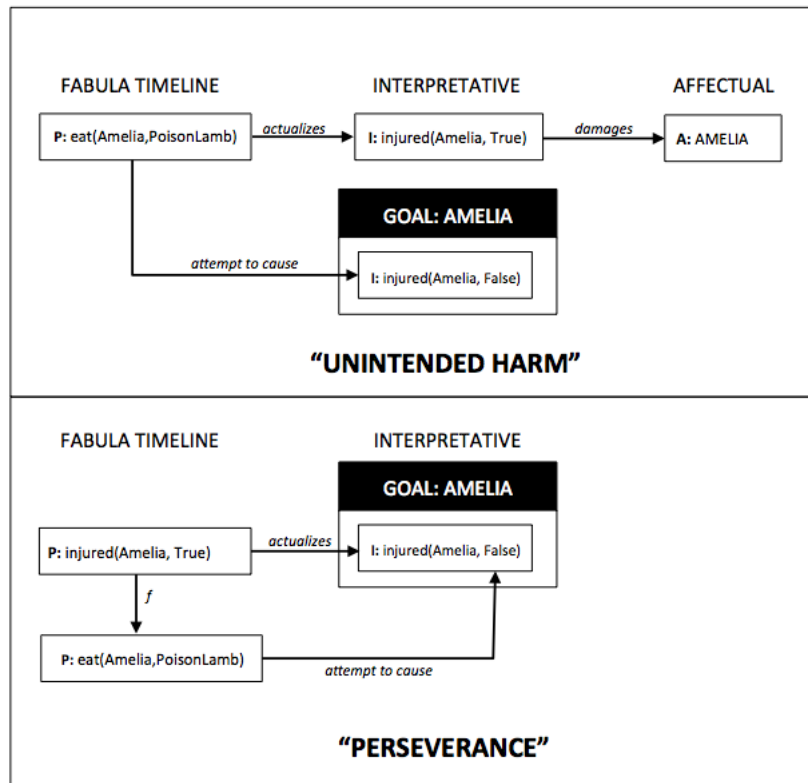 FABULA TIMELINE INTERPRETATIVE AFFECTUAL
P: eat(Amelia,PoisonLamb) actualizes I: injured(Amelia, True) damages A: AMELIA
GOAL: AMELIA
attempt to cause I: injured(Amelia, False)
“UNINTENDED HARM”
FABULA TIMELINE INTERPRETATIVE
GOAL: AMELIA
P: injured(Amelia, True) actualizes I: injured(Amelia, False)
f
P: eat(Amelia,PoisonLamb) attempt to cause
“PERSEVERANCE”